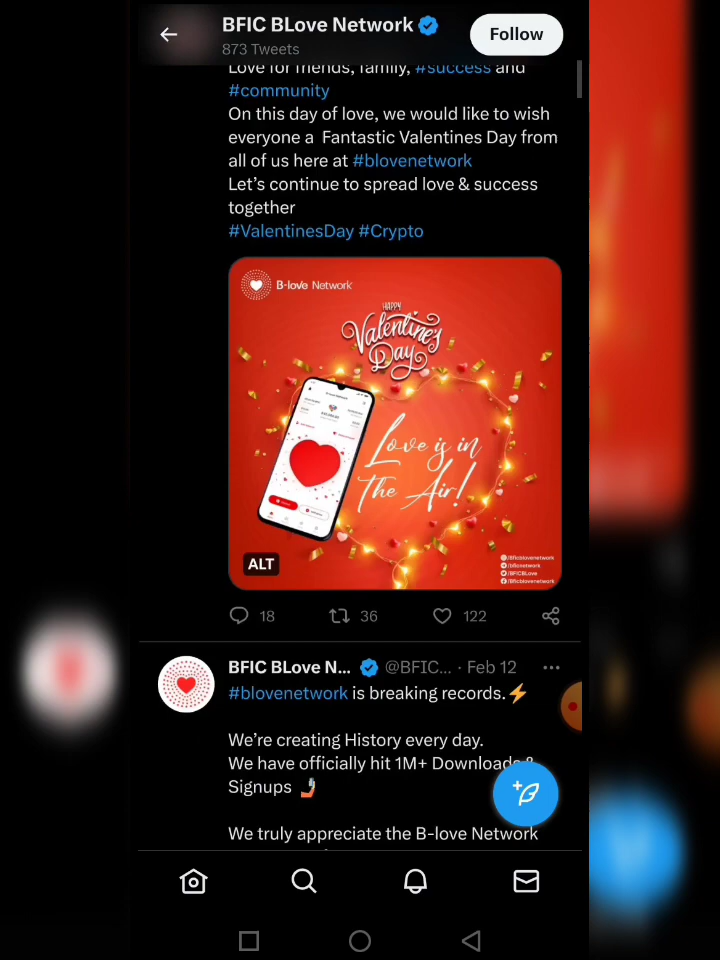 BFIC BLove Network
873 Tweets
Follow
Love for friends, family, #success and
#community
On this day of love, we would like to wish
everyone a Fantastic Valentines Day from
all of us here at #blovenetwork
Let's continue to spread love & success
together
#ValentinesDay #Crypto
B-love Network
HAPPY
Valentine's
Day
Love is in
The Air!
/Bficblovenetwork
/bficnetwork
/BFICBLove
/Bficblovenetwork
ALT
18
36
122
BFIC BLove N... @BFIC... · Feb 12
#blovenetwork is breaking records.⚡
We're creating History every day.
We have officially hit 1M+ Downloads &
Signups 🤳
We truly appreciate the B-love Network